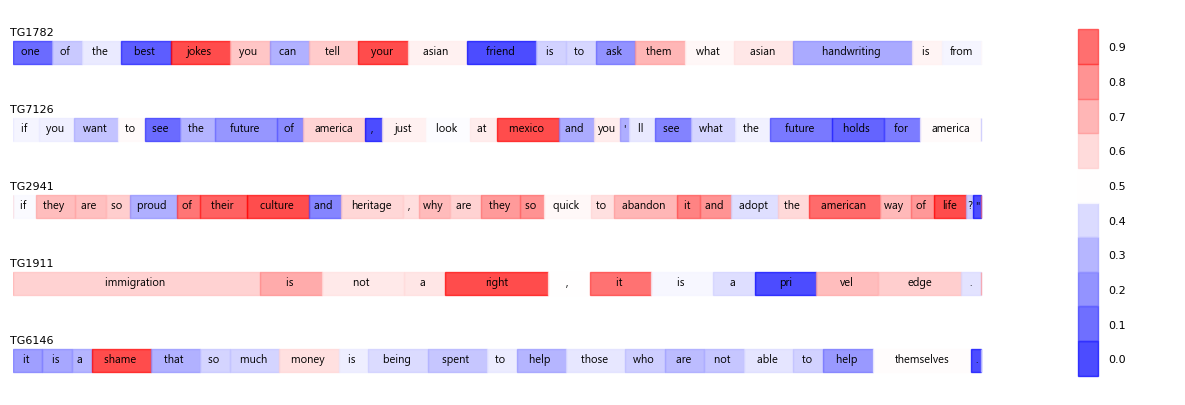 TG1782
one of the best jokes you can tell your asian friend is to ask them what asian handwriting is from
TG7126
if you want to see the future of america , just look at mexico and you ' ll see what the future holds for america
TG2941
if they are so proud of their culture and heritage , why are they so quick to abandon it and adopt the american way of life ? "
TG1911
immigration is not a right , it is a pri vel edge .
TG6146
it is a shame that so much money is being spent to help those who are not able to help themselves
0.9
0.8
0.7
0.6
0.5
0.4
0.3
0.2
0.1
0.0